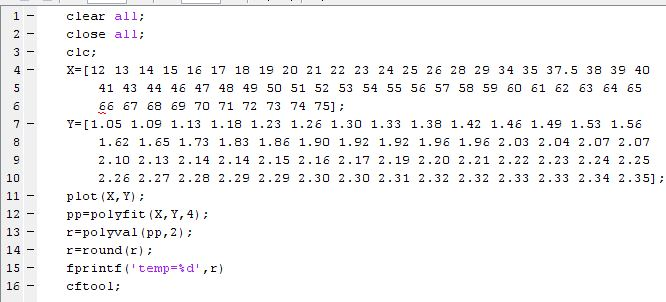 1 - clear all;
2 - close all;
3 - clc;
4 - X=[12 13 14 15 16 17 18 19 20 21 22 23 24 25 26 28 29 34 35 37.5 38 39 40
5 41 43 44 46 47 48 49 50 51 52 53 54 55 56 57 58 59 60 61 62 63 64 65
6 66 67 68 69 70 71 72 73 74 75];
7 - Y=[1.05 1.09 1.13 1.18 1.23 1.26 1.30 1.33 1.38 1.42 1.46 1.49 1.53 1.56
8 1.62 1.65 1.73 1.83 1.86 1.90 1.92 1.92 1.96 1.96 2.03 2.04 2.07 2.07
9 2.10 2.13 2.14 2.14 2.15 2.16 2.17 2.19 2.20 2.21 2.22 2.23 2.24 2.25
10 2.26 2.27 2.28 2.29 2.29 2.30 2.30 2.31 2.32 2.32 2.33 2.33 2.34 2.35];
11 - plot(X,Y);
12 - pp=polyfit(X,Y,4);
13 - r=polyval(pp,2);
14 - r=round(r);
15 - fprintf('temp=%d',r)
16 - cftool;